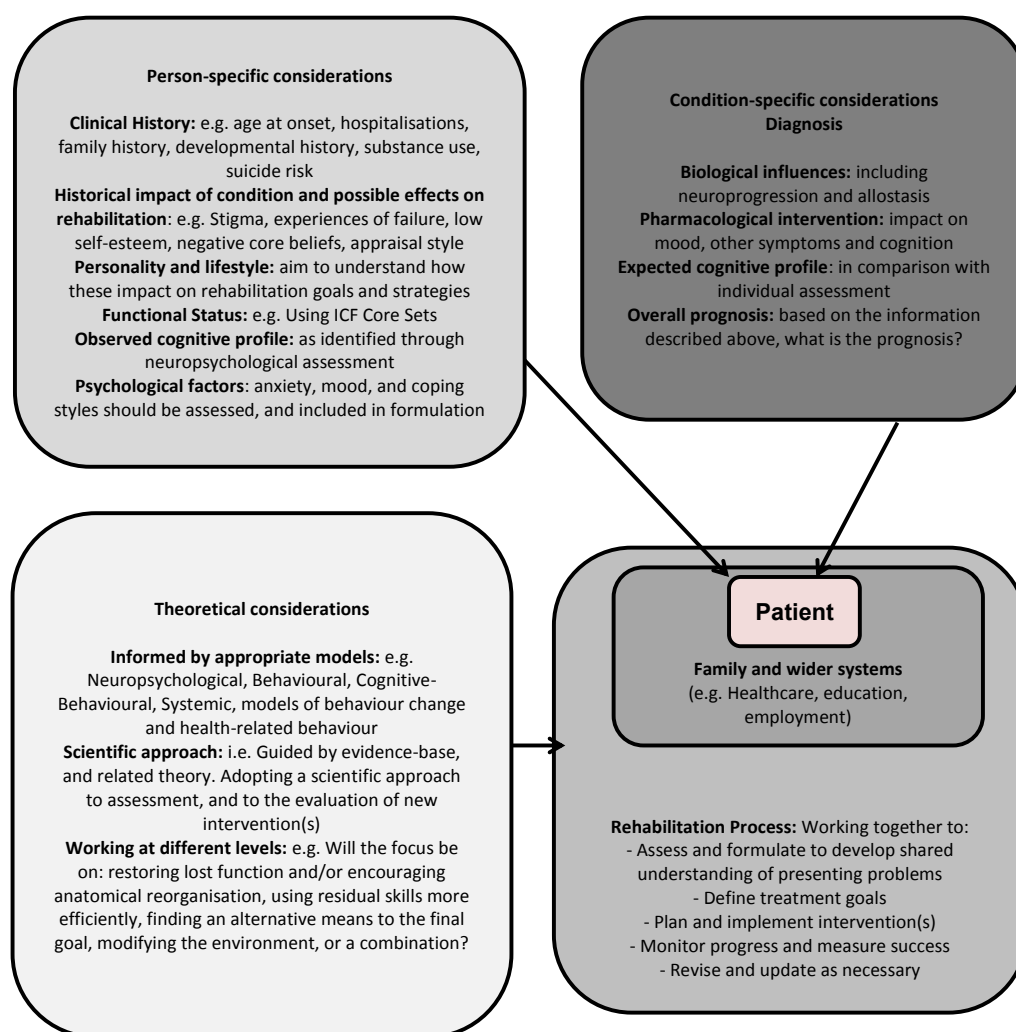 Person-specific considerations
Clinical History: e.g. age at onset, hospitalisations,
family history, developmental history, substance use,
suicide risk
Historical impact of condition and possible effects on
rehabilitation: e.g. Stigma, experiences of failure, low
self-esteem, negative core beliefs, appraisal style
Personality and lifestyle: aim to understand how
these impact on rehabilitation goals and strategies
Functional Status: e.g. Using ICF Core Sets
Observed cognitive profile: as identified through
neuropsychological assessment
Psychological factors: anxiety, mood, and coping
styles should be assessed, and included in formulation
Condition-specific considerations
Diagnosis
Biological influences: including
neuroprogression and allostasis
Pharmacological intervention: impact on
mood, other symptoms and cognition
Expected cognitive profile: in comparison with
individual assessment
Overall prognosis: based on the information
described above, what is the prognosis?
Theoretical considerations
Informed by appropriate models: e.g.
Neuropsychological, Behavioural, Cognitive-
Behavioural, Systemic, models of behaviour change
and health-related behaviour
Scientific approach: i.e. Guided by evidence-base,
and related theory. Adopting a scientific approach
to assessment, and to the evaluation of new
intervention(s)
Working at different levels: e.g. Will the focus be
on: restoring lost function and/or encouraging
anatomical reorganisation, using residual skills more
efficiently, finding an alternative means to the final
goal, modifying the environment, or a combination?
Patient
Family and wider systems
(e.g. Healthcare, education,
employment)
Rehabilitation Process: Working together to:
- Assess and formulate to develop shared
understanding of presenting problems
- Define treatment goals
- Plan and implement intervention(s)
- Monitor progress and measure success
- Revise and update as necessary